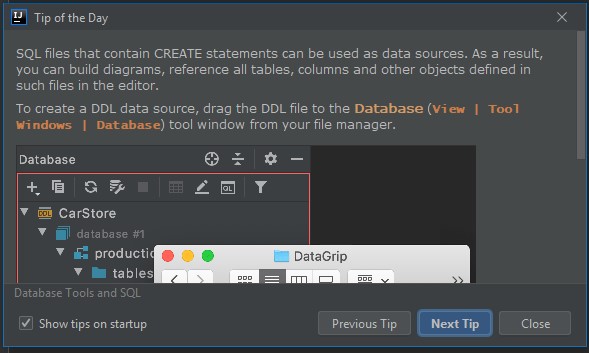 IJ Tip of the Day
SQL files that contain CREATE statements can be used as data sources. As a result,
you can build diagrams, reference all tables, columns and other objects defined in
such files in the editor.
To create a DDL data source, drag the DDL file to the Database (View | Tool
Windows | Database) tool window from your file manager.
Database
QL
CQL CarStore
database #1
productio
tables
DataGrip
Database Tools and SQL
Show tips on startup
Previous Tip
Next Tip
Close